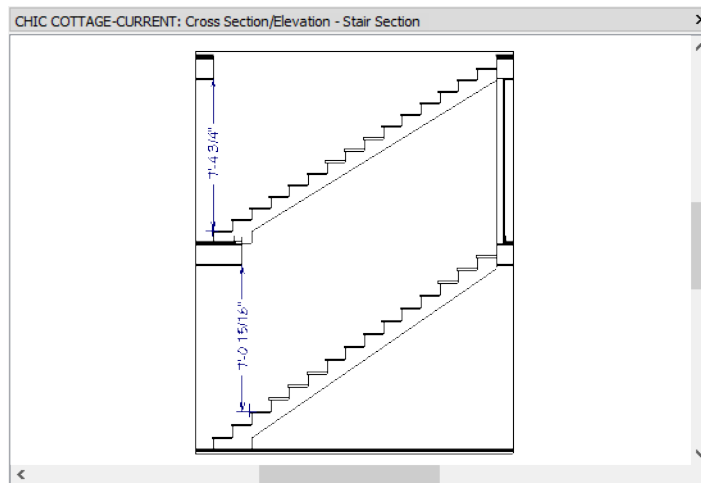 CHIC COTTAGE-CURRENT: Cross Section/Elevation - Stair Section
7'-4 3/4"
7'-0 15/16"